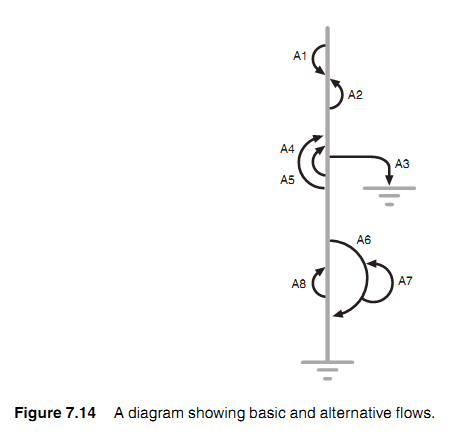 A1
A2
A4
A3
A5
A6
A7
A8
Figure 7.14 A diagram showing basic and alternative flows.